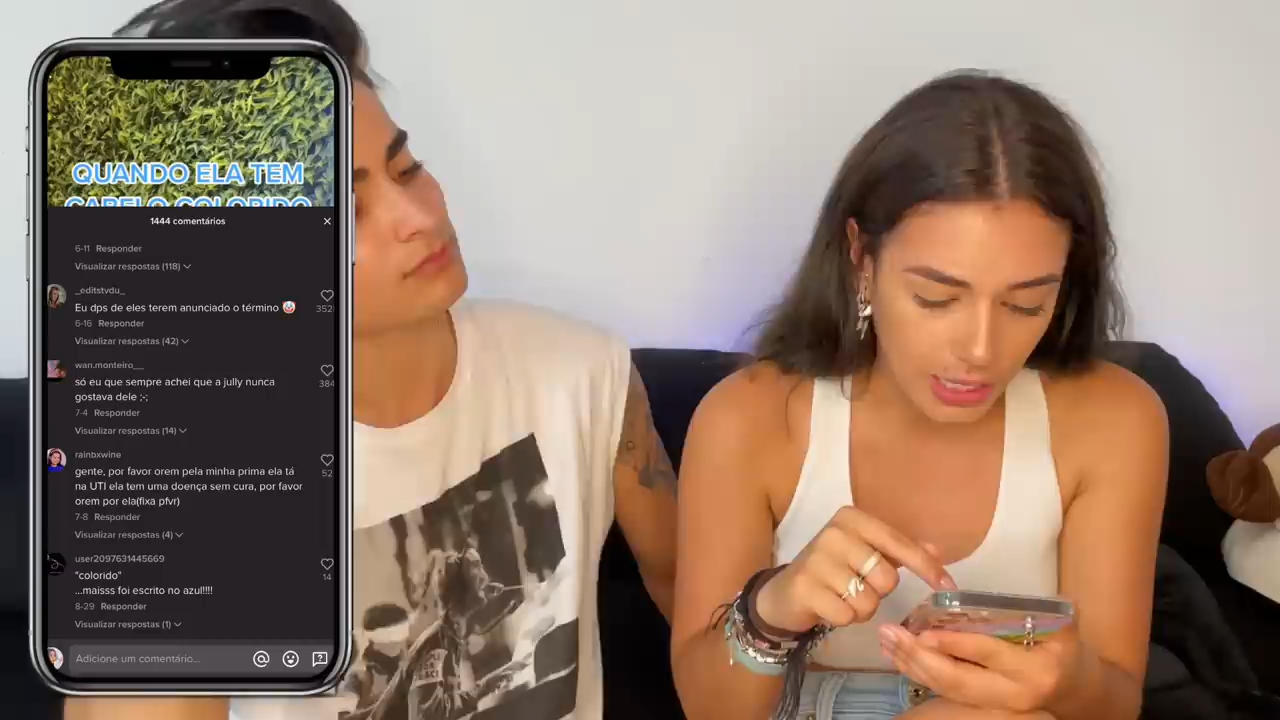 QUANDO ELA TEM
CABELO COLORIDO
1444 comentários
6-11 Responder
Visualizar respostas (118)
_editstvdu_
Eu dps de eles terem anunciado o término 🤡
352
6-16 Responder
Visualizar respostas (42)
wan.monteiro__
só eu que sempre achei que a jully nunca
gostava dele ;-;
384
7-4 Responder
Visualizar respostas (14)
rainbxwine
gente, por favor orem pela minha prima ela tá
na UTI ela tem uma doença sem cura, por favor
orem por ela(fixa pfvr)
52
7-8 Responder
Visualizar respostas (4)
user2097631445669
"colorido"
...maisss foi escrito no azul!!!!
14
8-29 Responder
Visualizar respostas (1)
Adicione um comentário...